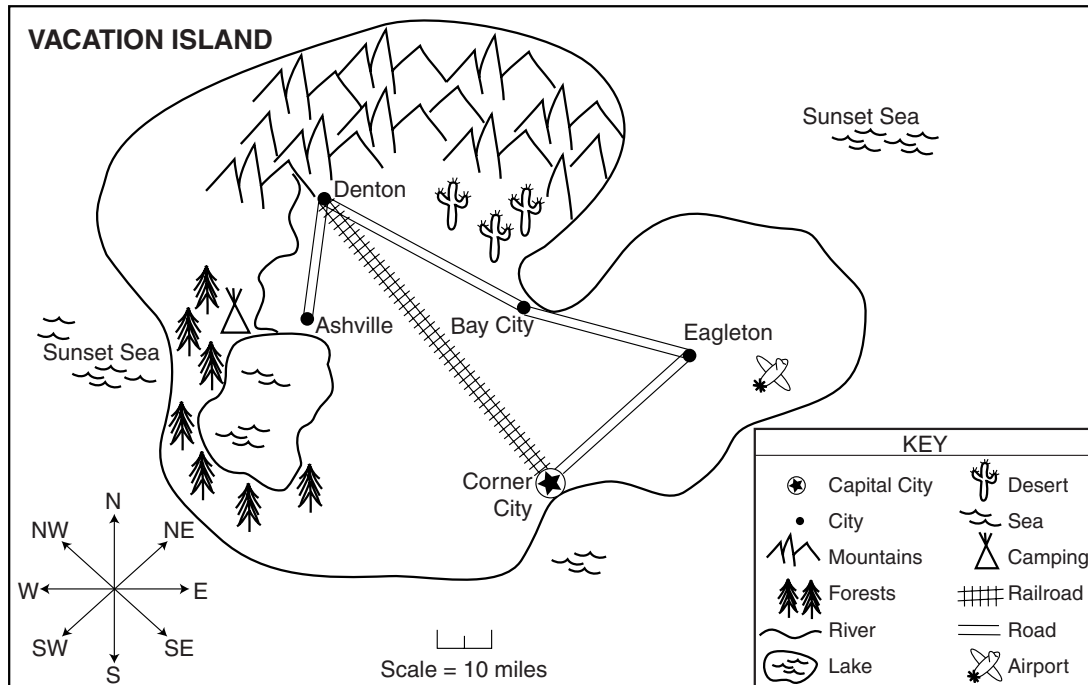 VACATION ISLAND
Sunset Sea
Denton
Ashville
Bay City
Eagleton
Sunset Sea
Corner
City
N
NW
NE
W
E
SW
SE
S
Scale = 10 miles
KEY
Capital City
Desert
City
Sea
Mountains
Camping
Forests
Railroad
River
Road
Lake
Airport